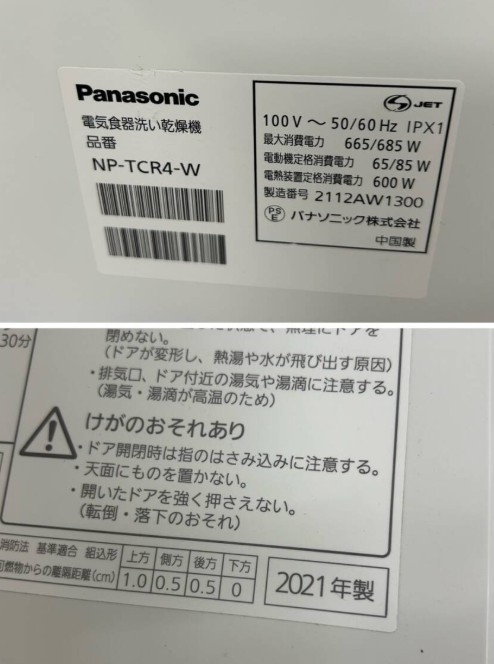 Panasonic
電気食器洗い乾燥機
品番
NP-TCR4-W
JET
100V ～ 50/60Hz IPX1
最大消費電力 665/685 W
電動機定格消費電力 65/85 W
電熱装置定格消費電力 600 W
製造番号 2112AW1300
PSE パナソニック株式会社
中国製
30分
閉めない。
(ドアが変形し、熱湯や水が飛び出す原因)
・排気口、ドア付近の湯気や湯滴に注意する。
(湯気・湯滴が高温のため)
けがのおそれあり
・ドア開閉時は指のはさみ込みに注意する。
・天面にものを置かない。
・開いたドアを強く押さえない。
(転倒・落下のおそれ)
消防法 基準適合 組込形 上方 側方 後方 下方
可燃物からの離隔距離(cm) 1.0 0.5 0.5 0
2021年製